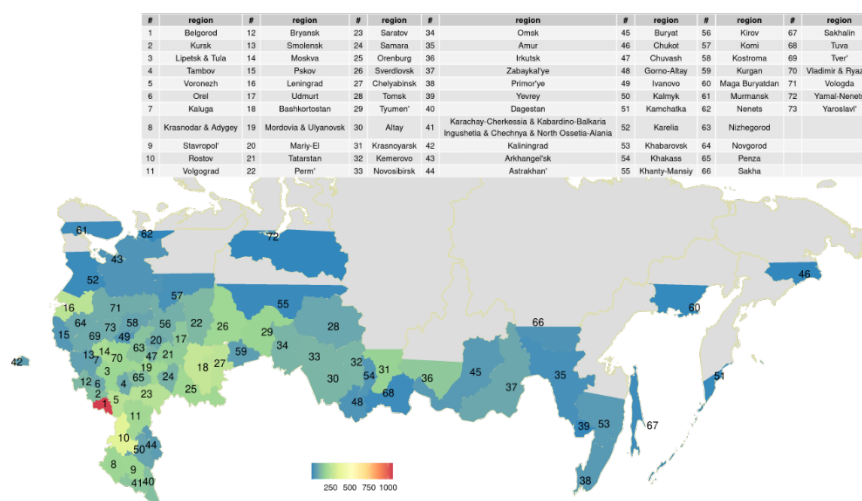 # region # region # region # region # region # region # region
1 Belgorod 12 Bryansk 23 Saratov 34 Omsk 45 Buryat 56 Kirov 67 Sakhalin
2 Kursk 13 Smolensk 24 Samara 35 Amur 46 Chukot 57 Komi 68 Tuva
3 Lipetsk & Tula 14 Moskva 25 Orenburg 36 Irkutsk 47 Chuvash 58 Kostroma 69 Tver'
4 Tambov 15 Pskov 26 Sverdlovsk 37 Zabaykal'ye 48 Gorno-Altay 59 Kurgan 70 Vladimir & Ryaz
5 Voronezh 16 Leningrad 27 Chelyabinsk 38 Primor'ye 49 Ivanovo 60 Maga Buryatdan 71 Vologda
6 Orel 17 Udmurt 28 Tomsk 39 Yevrey 50 Kalmyk 61 Murmansk 72 Yamal-Nenets
7 Kaluga 18 Bashkortostan 29 Tyumen' 40 Dagestan 51 Kamchatka 62 Nenets 73 Yaroslavl'
8 Krasnodar & Adygey 19 Mordovia & Ulyanovsk 30 Altay 41 Karachay-Cherkessia & Kabardino-Balkaria
Ingushetia & Chechnya & North Ossetia-Alania 52 Karelia 63 Nizhegorod
9 Stavropol' 20 Mariy-El 31 Krasnoyarsk 42 Kaliningrad 53 Khabarovsk 64 Novgorod
10 Rostov 21 Tatarstan 32 Kemerovo 43 Arkhangel'sk 54 Khakass 65 Penza
11 Volgograd 22 Perm' 33 Novosibirsk 44 Astrakhan' 55 Khanty-Mansiy 66 Sakha
61 62 72
43 46
52
57 55 60
16 71 66
64 58 56 22 26 28
15 69 73 49 20 17 29
42 13 14 70 63 47 21 59 34 33 32 31 36 45 35
3 19 18 27 54 37 51
12 6 4 65 24 30 48 68
2 5 23 25
1 11 39 53 67
10 50 44
8 9 38
41 40
250 500 750 1000